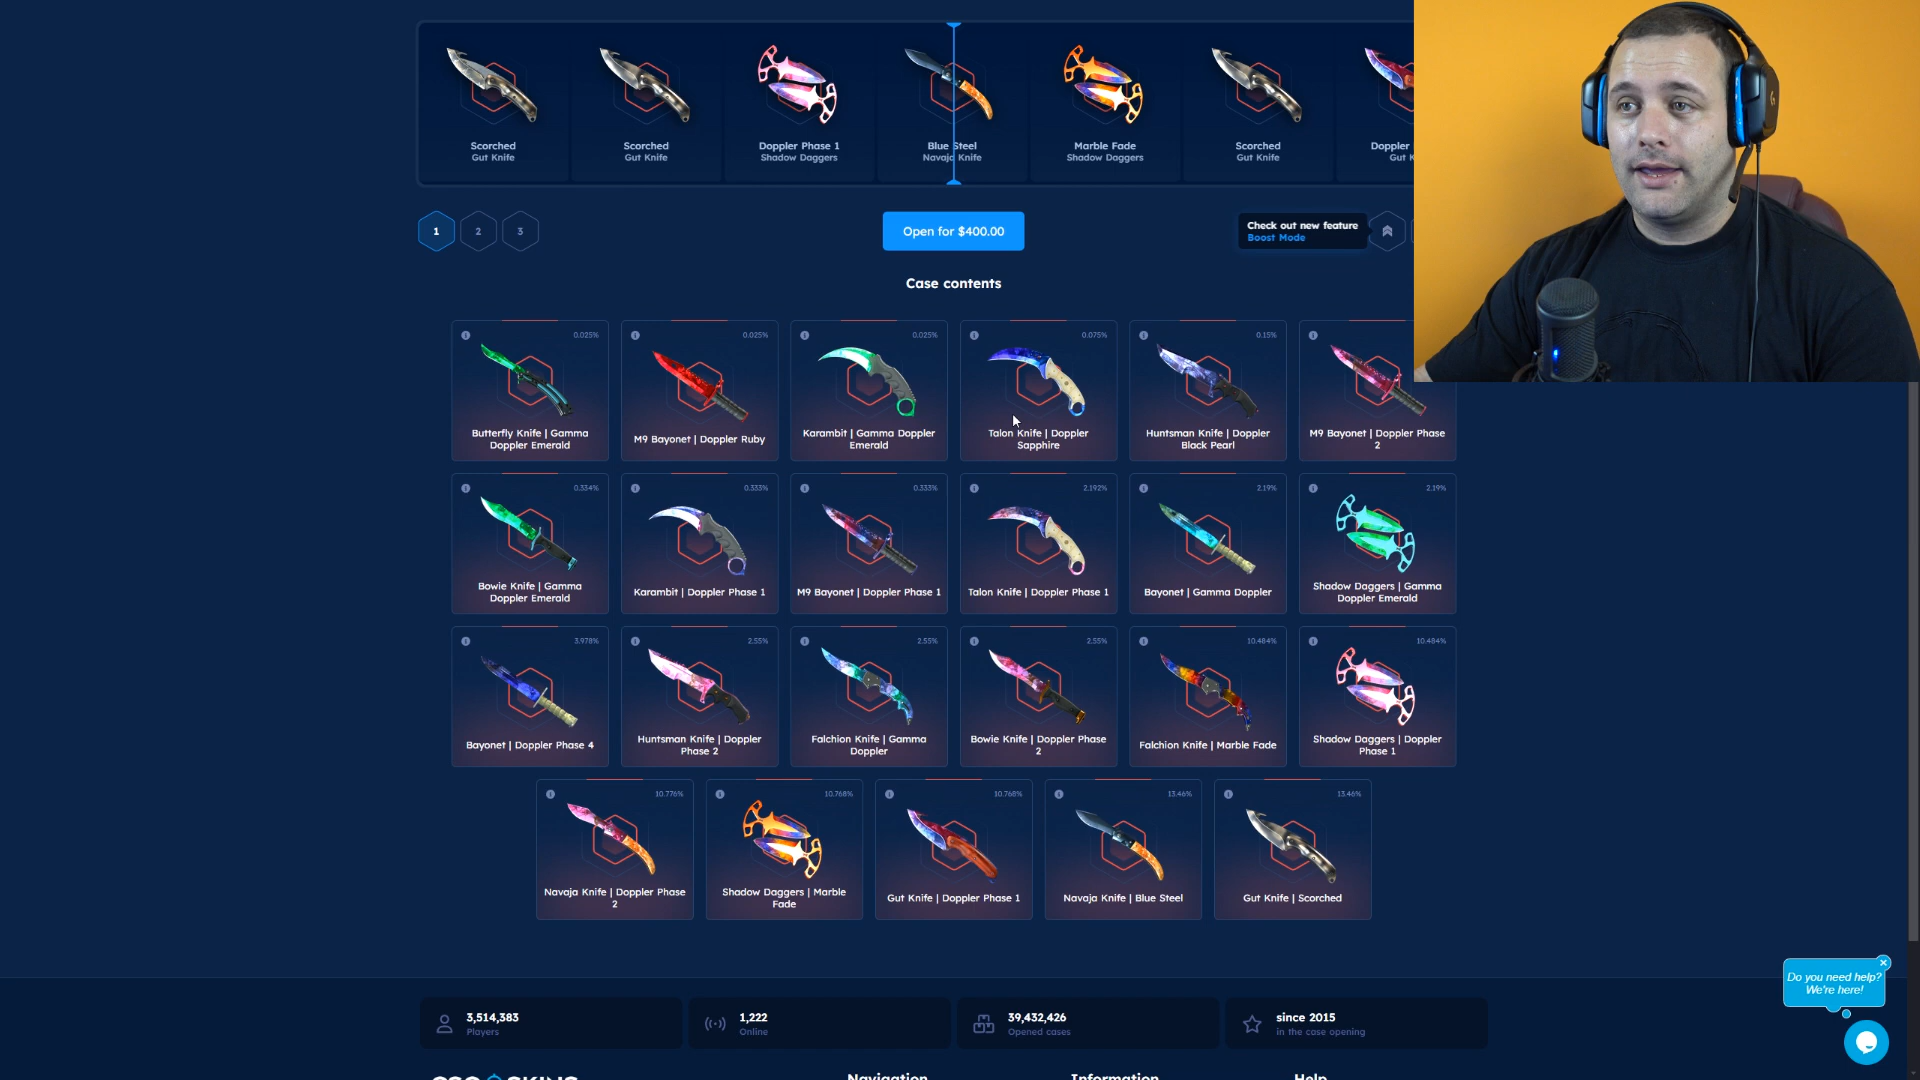 Scorched
Gut Knife
Scorched
Gut Knife
Doppler Phase 1
Shadow Daggers
Blue Steel
Navaja Knife
Marble Fade
Shadow Daggers
Scorched
Gut Knife
Doppler
Gut K
1
2
3
Open for $400.00
Check out new feature
Boost Mode
Case contents
0.025%
Butterfly Knife | Gamma
Doppler Emerald
0.025%
M9 Bayonet | Doppler Ruby
0.025%
Karambit | Gamma Doppler
Emerald
0.075%
Talon Knife | Doppler
Sapphire
0.15%
Huntsman Knife | Doppler
Black Pearl
M9 Bayonet | Doppler Phase
2
0.334%
Bowie Knife | Gamma
Doppler Emerald
0.333%
Karambit | Doppler Phase 1
0.333%
M9 Bayonet | Doppler Phase 1
2.192%
Talon Knife | Doppler Phase 1
2.19%
Bayonet | Gamma Doppler
2.19%
Shadow Daggers | Gamma
Doppler Emerald
3.978%
Bayonet | Doppler Phase 4
2.55%
Huntsman Knife | Doppler
Phase 2
2.55%
Falchion Knife | Gamma
Doppler
2.55%
Bowie Knife | Doppler Phase
2
10.484%
Falchion Knife | Marble Fade
10.484%
Shadow Daggers | Doppler
Phase 1
10.776%
Navaja Knife | Doppler Phase
2
10.768%
Shadow Daggers | Marble
Fade
10.768%
Gut Knife | Doppler Phase 1
13.46%
Navaja Knife | Blue Steel
13.46%
Gut Knife | Scorched
Do you need help?
We're here!
3,514,383
Players
1,222
Online
39,432,426
Opened cases
since 2015
in the case opening
Navigation
Information
Help